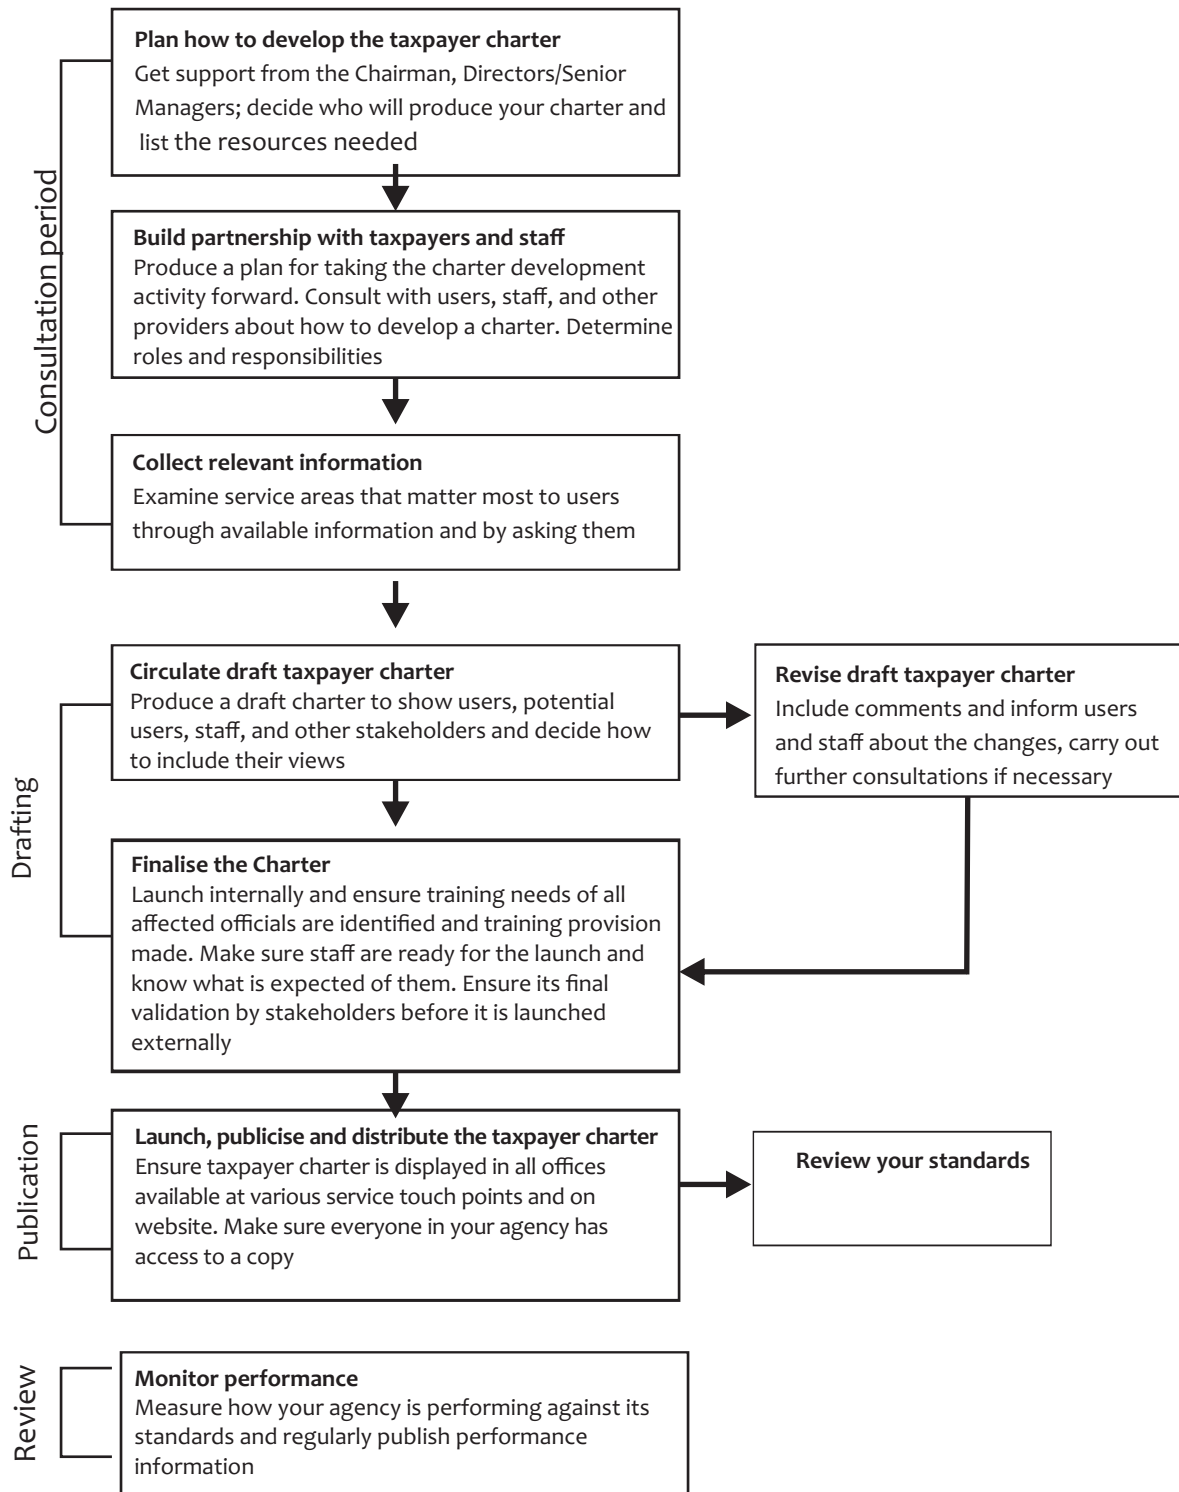 Consultation period
Plan how to develop the taxpayer charter
Get support from the Chairman, Directors/Senior
Managers; decide who will produce your charter and
list the resources needed
Build partnership with taxpayers and staff
Produce a plan for taking the charter development
activity forward. Consult with users, staff, and other
providers about how to develop a charter. Determine
roles and responsibilities
Collect relevant information
Examine service areas that matter most to users
through available information and by asking them
Drafting
Circulate draft taxpayer charter
Produce a draft charter to show users, potential
users, staff, and other stakeholders and decide how
to include their views
Revise draft taxpayer charter
Include comments and inform users
and staff about the changes, carry out
further consultations if necessary
Finalise the Charter
Launch internally and ensure training needs of all
affected officials are identified and training provision
made. Make sure staff are ready for the launch and
know what is expected of them. Ensure its final
validation by stakeholders before it is launched
externally
Publication
Launch, publicise and distribute the taxpayer charter
Ensure taxpayer charter is displayed in all offices
available at various service touch points and on
website. Make sure everyone in your agency has
access to a copy
Review your standards
Review
Monitor performance
Measure how your agency is performing against its
standards and regularly publish performance
information